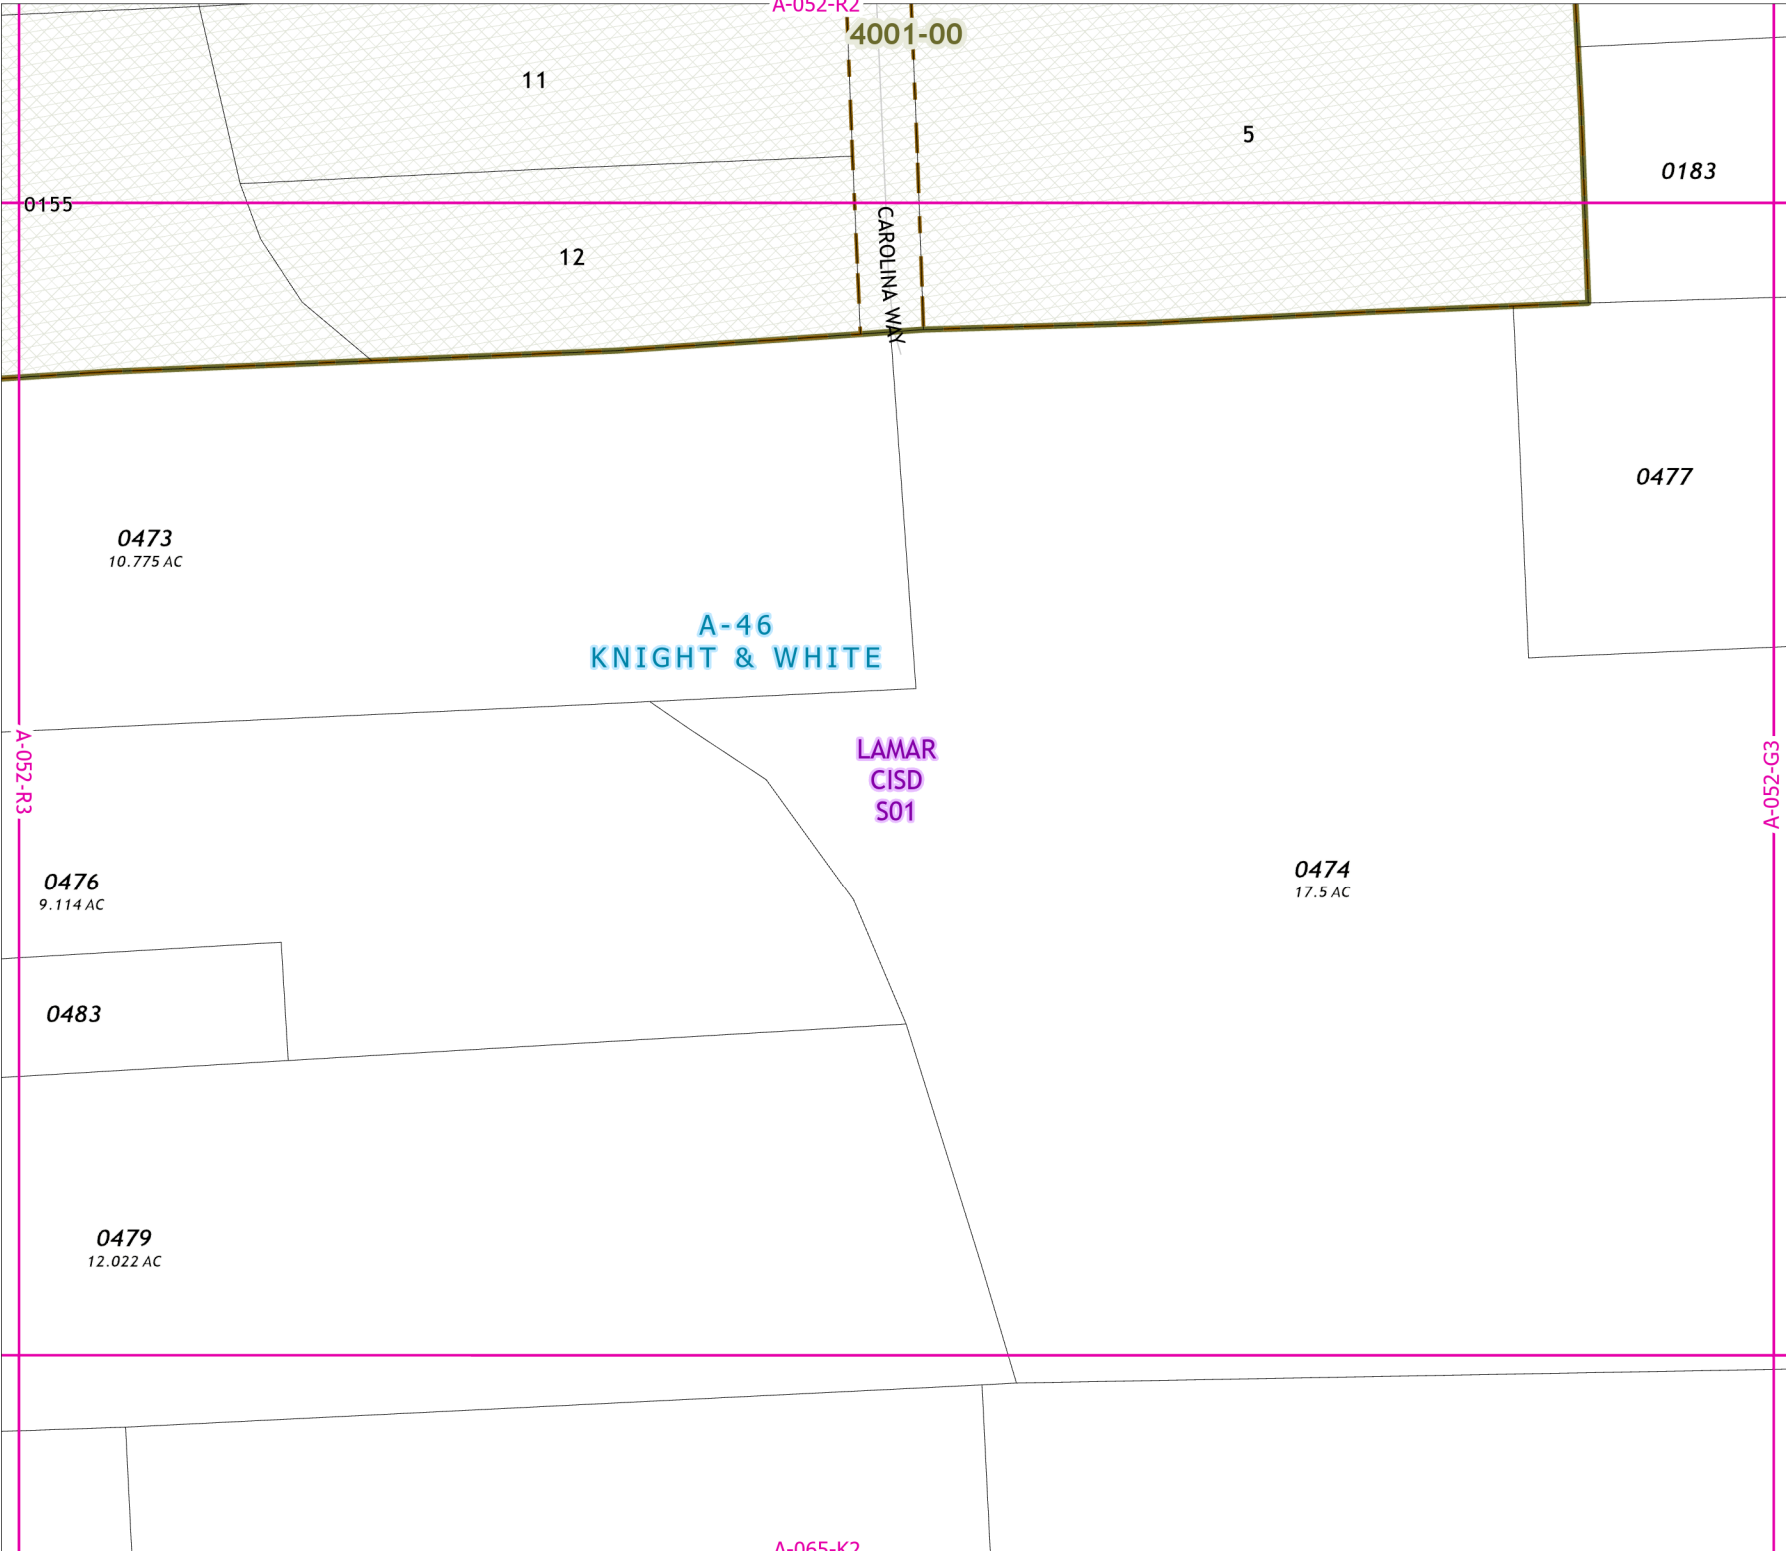 A-052-R2
4001-00
11
5
0183
0155
CAROLINA WAY
12
0477
0473
10.775 AC
A-46
KNIGHT & WHITE
LAMAR
CISD
S01
A-052-R3
A-052-G3
0474
17.5 AC
0476
9.114 AC
0483
0479
12.022 AC
A-065-K2